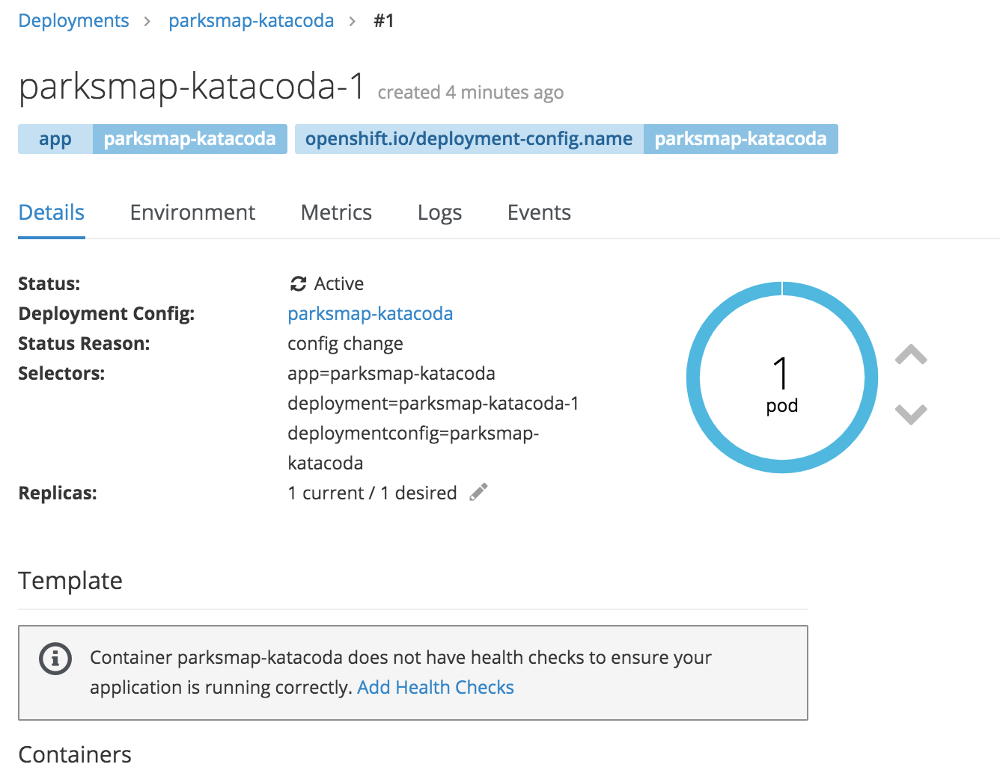 Deployments > parksmap-katacoda > #1
parksmap-katacoda-1 created 4 minutes ago
app parksmap-katacoda openshift.io/deployment-config.name parksmap-katacoda
Details Environment Metrics Logs Events
Status: Active
Deployment Config: parksmap-katacoda
Status Reason: config change
Selectors: app=parksmap-katacoda
deployment=parksmap-katacoda-1
deploymentconfig=parksmap-
katacoda
Replicas: 1 current / 1 desired
1
pod
Template
Container parksmap-katacoda does not have health checks to ensure your
application is running correctly. Add Health Checks
Containers